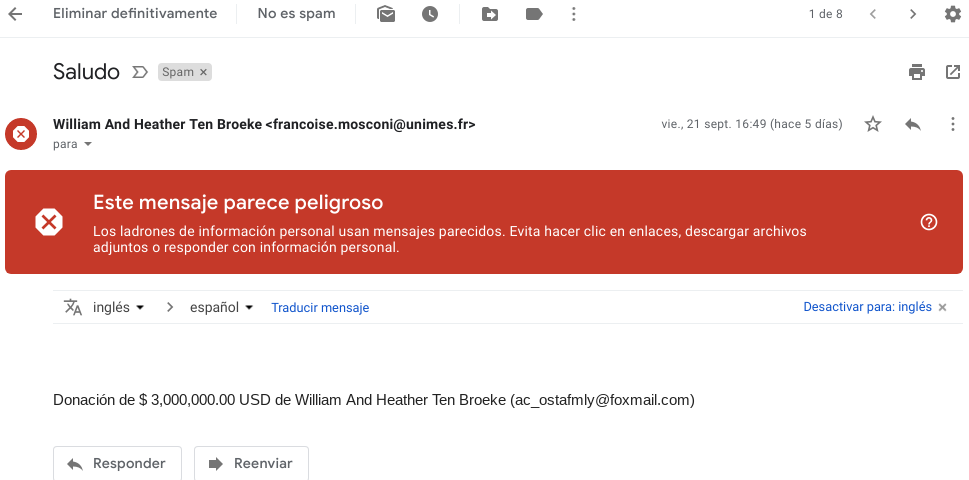 Eliminar definitivamente No es spam 1 de 8
Saludo Spam ×
William And Heather Ten Broeke <francoise.mosconi@unimes.fr> vie., 21 sept. 16:49 (hace 5 días)
para
Este mensaje parece peligroso
Los ladrones de información personal usan mensajes parecidos. Evita hacer clic en enlaces, descargar archivos
adjuntos o responder con información personal.
inglés español Traducir mensaje Desactivar para: inglés ×
Donación de $ 3,000,000.00 USD de William And Heather Ten Broeke (ac_ostafmly@foxmail.com)
Responder Reenviar